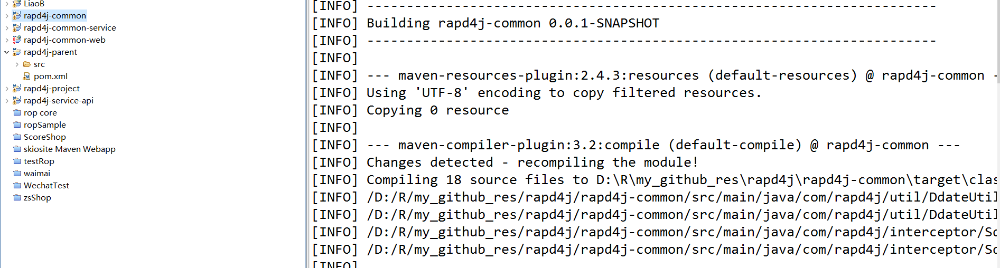 LiaoB
rapd4j-common
rapd4j-common-service
rapd4j-common-web
rapd4j-parent
src
pom.xml
rapd4j-project
rapd4j-service-api
rop core
ropSample
ScoreShop
skiosite Maven Webapp
testRop
waimai
WechatTest
zsShop
[INFO] ------------------------------------------------------------------------
[INFO] Building rapd4j-common 0.0.1-SNAPSHOT
[INFO] ------------------------------------------------------------------------
[INFO]
[INFO] --- maven-resources-plugin:2.4.3:resources (default-resources) @ rapd4j-common -
[INFO] Using 'UTF-8' encoding to copy filtered resources.
[INFO] Copying 0 resource
[INFO]
[INFO] --- maven-compiler-plugin:3.2:compile (default-compile) @ rapd4j-common ---
[INFO] Changes detected - recompiling the module!
[INFO] Compiling 18 source files to D:\R\my_github_res\rapd4j\rapd4j-common\target\clas
[INFO] /D:/R/my_github_res/rapd4j/rapd4j-common/src/main/java/com/rapd4j/util/DdateUtil
[INFO] /D:/R/my_github_res/rapd4j/rapd4j-common/src/main/java/com/rapd4j/util/DdateUtil
[INFO] /D:/R/my_github_res/rapd4j/rapd4j-common/src/main/java/com/rapd4j/interceptor/
[INFO] /D:/R/my_github_res/rapd4j/rapd4j-common/src/main/java/com/rapd4j/interceptor/
[INFO]